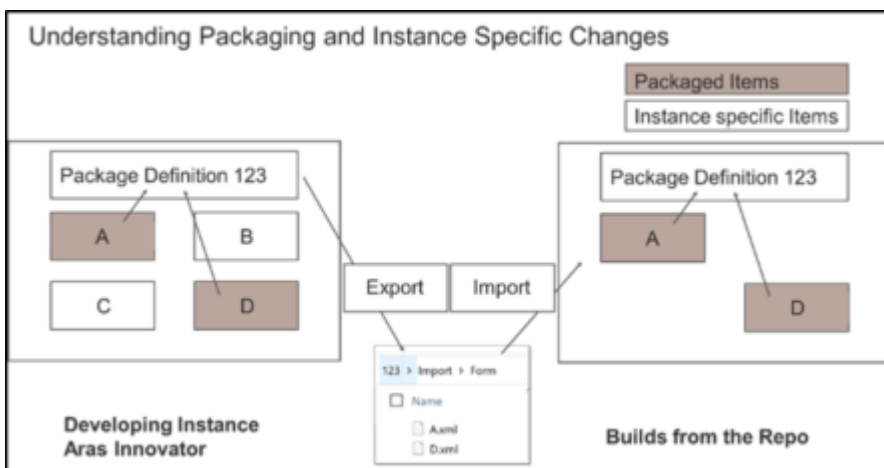 Understanding Packaging and Instance Specific Changes
Packaged Items
Instance specific Items
Package Definition 123
A
B
C
D
Export
Import
123 > Import > Form
Name
A.xml
D.xml
Package Definition 123
A
D
Developing Instance
Aras Innovator
Builds from the Repo